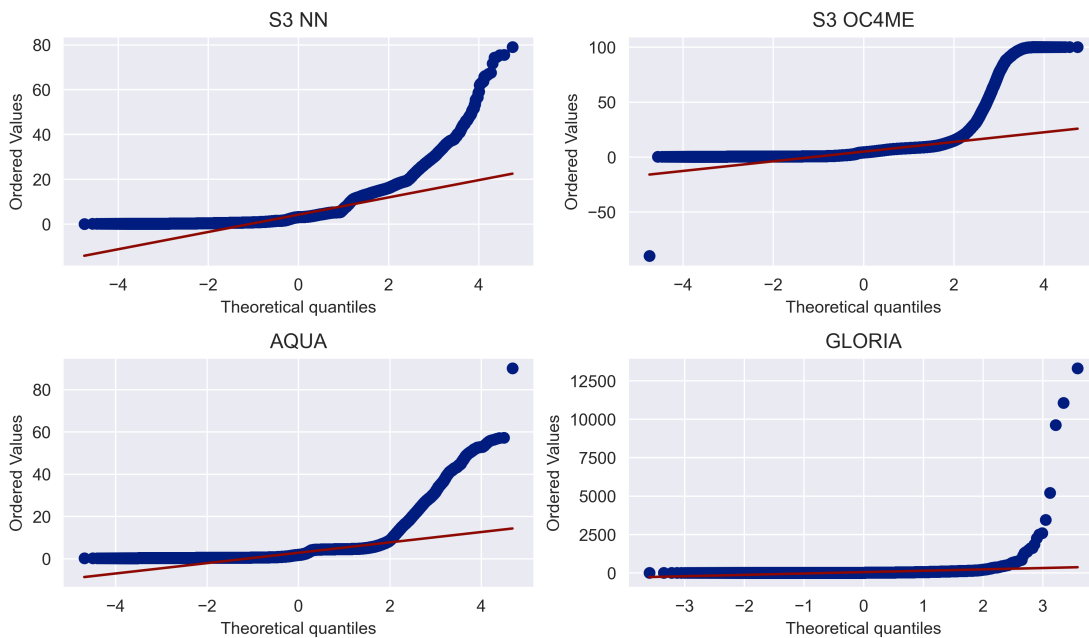 S3 NN
80
60
40
20
0
Ordered Values
−4 −2 0 2 4
Theoretical quantiles
S3 OC4ME
100
50
0
−50
Ordered Values
−4 −2 0 2 4
Theoretical quantiles
AQUA
80
60
40
20
0
Ordered Values
−4 −2 0 2 4
Theoretical quantiles
GLORIA
12500
10000
7500
5000
2500
0
Ordered Values
−3 −2 −1 0 1 2 3
Theoretical quantiles